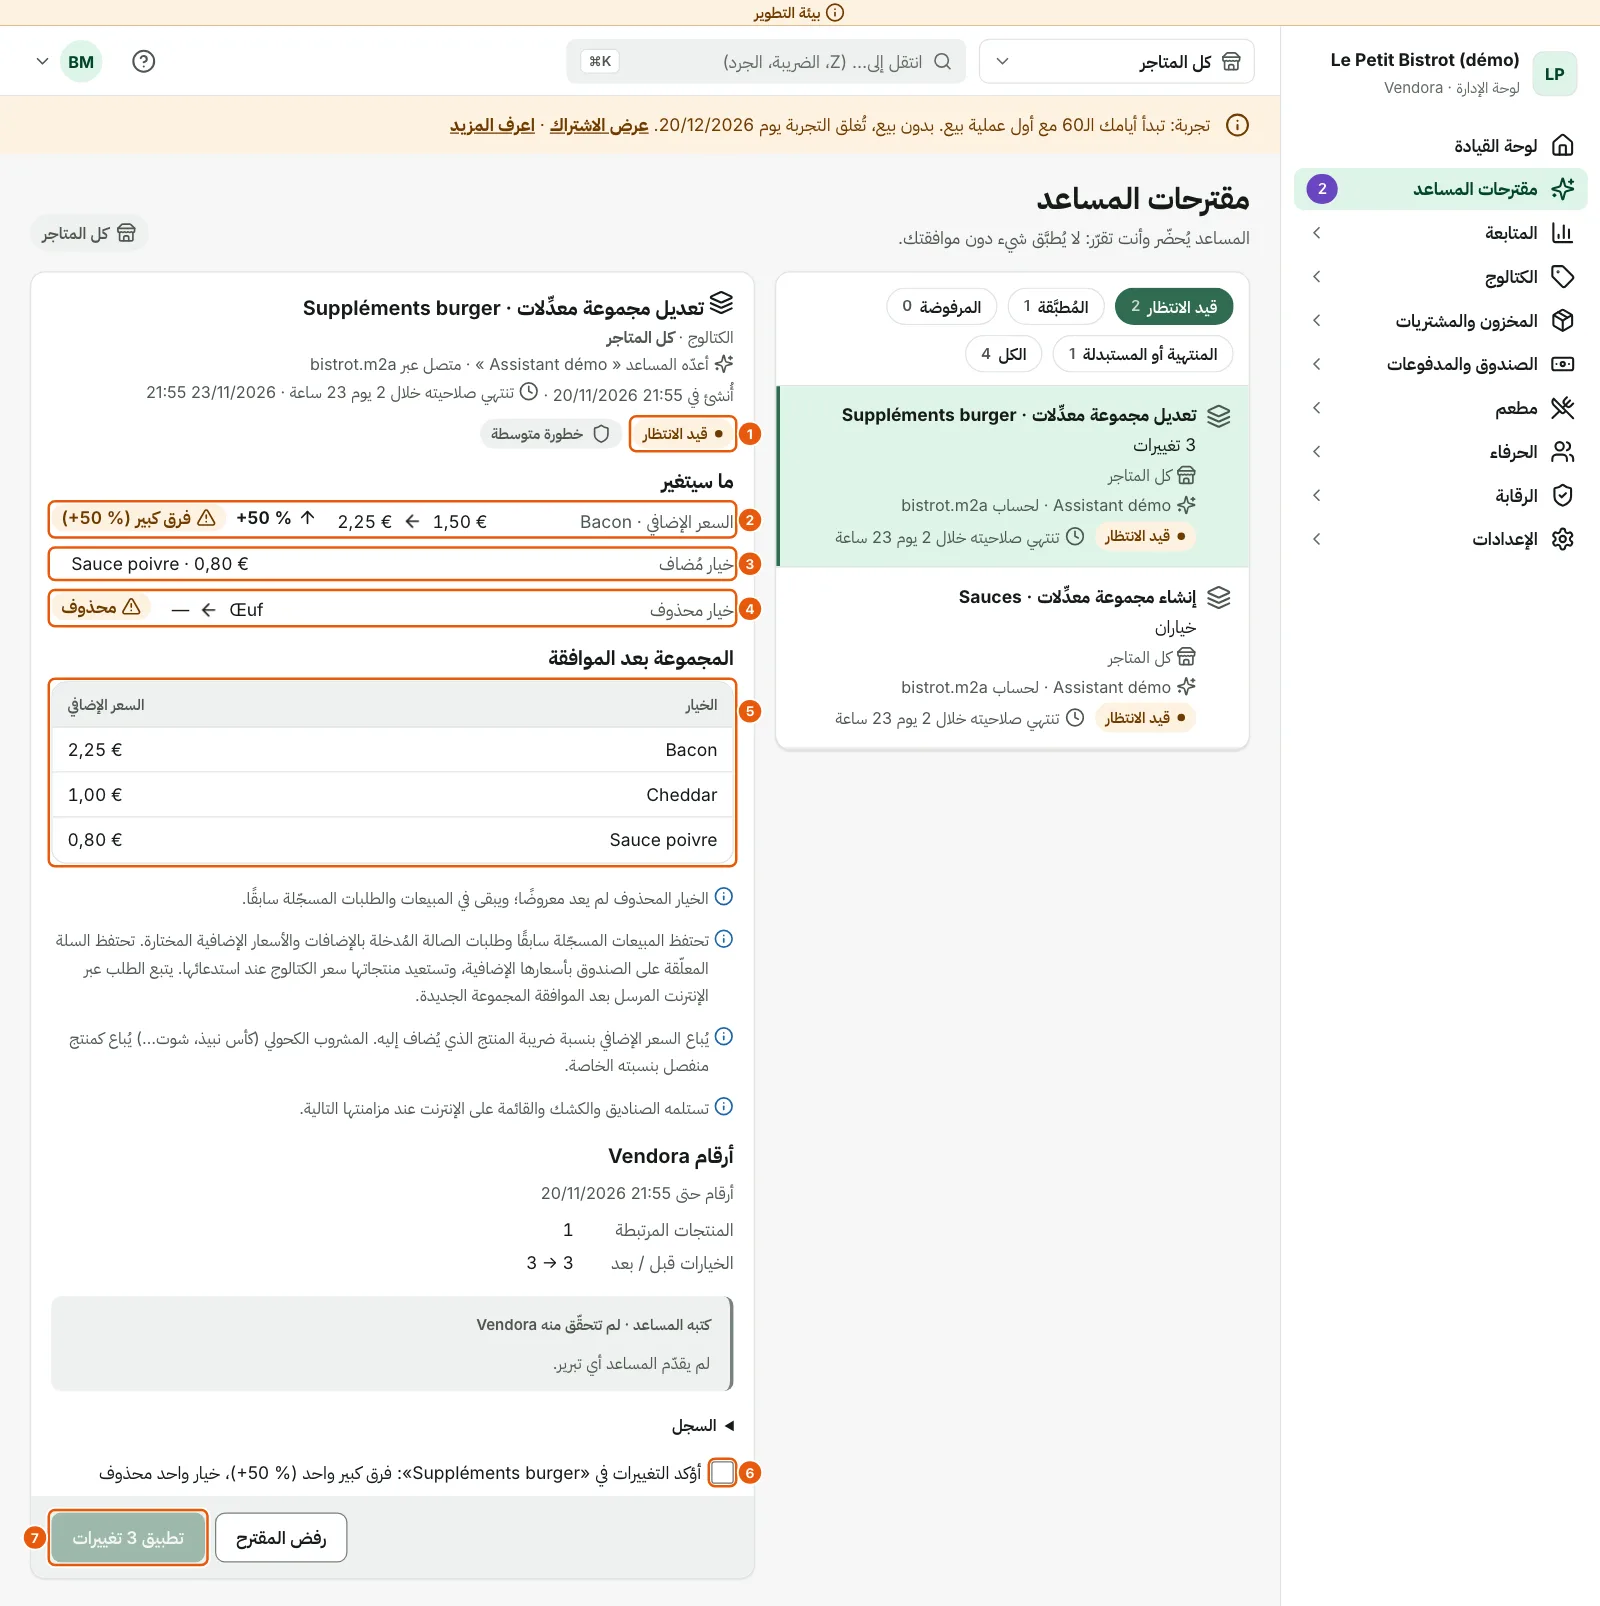 بيئة التطوير
LP
Le Petit Bistrot (démo)
لوحة الإدارة · Vendora
كل المتاجر
انتقل إلى... (Z، الضريبة، الجرد)
⌘K
BM
تجربة: تبدأ أيامك الـ60 مع أول عملية بيع. بدون بيع، تُغلق التجربة يوم 20/12/2026. عرض الاشتراك · اعرف المزيد
لوحة القيادة
مقترحات المساعد 2
المتابعة
الكتالوج
المخزون والمشتريات
الصندوق والمدفوعات
مطعم
الحرفاء
الرقابة
الإعدادات
مقترحات المساعد
المساعد يُحضّر وأنت تقرّر: لا يُطبَّق شيء دون موافقتك.
كل المتاجر
قيد الانتظار 2
المُطبَّقة 1
المرفوضة 0
المنتهية أو المستبدلة 1
الكل 4
تعديل مجموعة معدِّلات · Suppléments burger
3 تغييرات
كل المتاجر
Assistant démo · لحساب bistrot.m2a
قيد الانتظار
تنتهي صلاحيته خلال 2 يوم 23 ساعة
إنشاء مجموعة معدِّلات · Sauces
خياران
كل المتاجر
Assistant démo · لحساب bistrot.m2a
قيد الانتظار
تنتهي صلاحيته خلال 2 يوم 23 ساعة
تعديل مجموعة معدِّلات · Suppléments burger
الكتالوج · كل المتاجر
أعدّه المساعد « Assistant démo » · متصل عبر bistrot.m2a
أُنشئ في 20/11/2026 21:55 · تنتهي صلاحيته خلال 2 يوم 23 ساعة · 23/11/2026 21:55
1
قيد الانتظار
خطورة متوسطة
ما سيتغير
2
السعر الإضافي · Bacon
1,50 € ← 2,25 € ↑ +50 %
فرق كبير (+50 %)
3
خيار مُضاف
Sauce poivre · 0,80 €
4
خيار محذوف
Œuf ← —
محذوف
المجموعة بعد الموافقة
5
الخيار السعر الإضافي
Bacon 2,25 €
Cheddar 1,00 €
Sauce poivre 0,80 €
الخيار المحذوف لم يعد معروضًا؛ ويبقى في المبيعات والطلبات المسجّلة سابقًا.
تحتفظ المبيعات المسجّلة سابقًا وطلبات الصالة المُدخلة بالإضافات والأسعار الإضافية المختارة. تحتفظ السلة
المعلّقة على الصندوق بأسعارها الإضافية، وتستعيد منتجاتها سعر الكتالوج عند استدعائها. يتبع الطلب عبر
الإنترنت المرسل بعد الموافقة المجموعة الجديدة.
يُباع السعر الإضافي بنسبة ضريبة المنتج الذي يُضاف إليه. المشروب الكحولي (كأس نبيذ، شوت...) يُباع كمنتج
منفصل بنسبته الخاصة.
تستلمه الصناديق والكشك والقائمة على الإنترنت عند مزامنتها التالية.
أرقام Vendora
أرقام حتى 20/11/2026 21:55
المنتجات المرتبطة 1
الخيارات قبل / بعد 3 → 3
كتبه المساعد · لم تتحقّق منه Vendora
لم يقدّم المساعد أي تبرير.
السجل
6
أؤكد التغييرات في «Suppléments burger»: فرق كبير واحد (+50 %)، خيار واحد محذوف
رفض المقترح
تطبيق 3 تغييرات
7